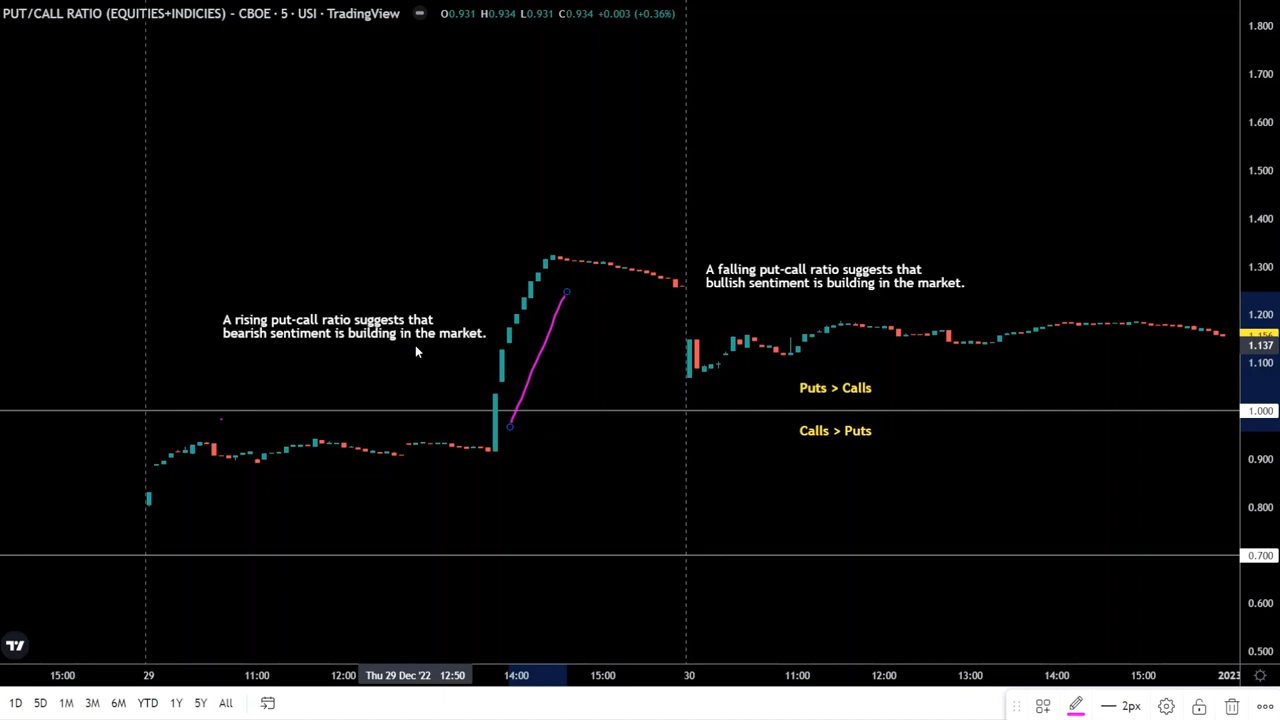 PUT/CALL RATIO (EQUITIES+INDICIES) - CBOE · 5 · USI · TradingView O0.931 H0.934 L0.931 C0.934 +0.003 (+0.36%)
1.800
1.700
1.600
1.500
1.400
1.300
A falling put-call ratio suggests that
bullish sentiment is building in the market.
A rising put-call ratio suggests that
bearish sentiment is building in the market.
1.200
1.156
1.137
1.100
Puts > Calls
1.000
Calls > Puts
0.900
0.800
0.700
0.600
0.500
15:00 29 11:00 12:00 Thu 29 Dec '22 12:50 14:00 15:00 30 11:00 12:00 13:00 14:00 15:00 2023
1D 5D 1M 3M 6M YTD 1Y 5Y All 2px